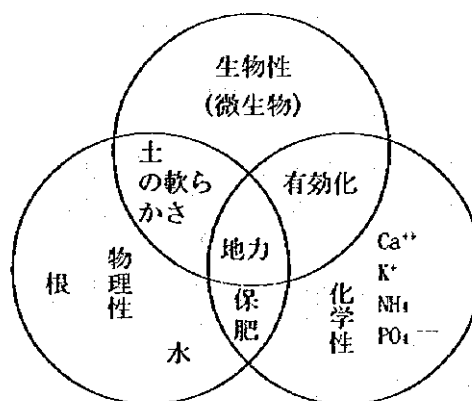 生物性
(微生物)
土
の軟ら
かさ
有効化
地力
物理性
根
水
保肥
化学性
Ca⁺⁺
K⁺
NH₄
PO₄⁻⁻⁻